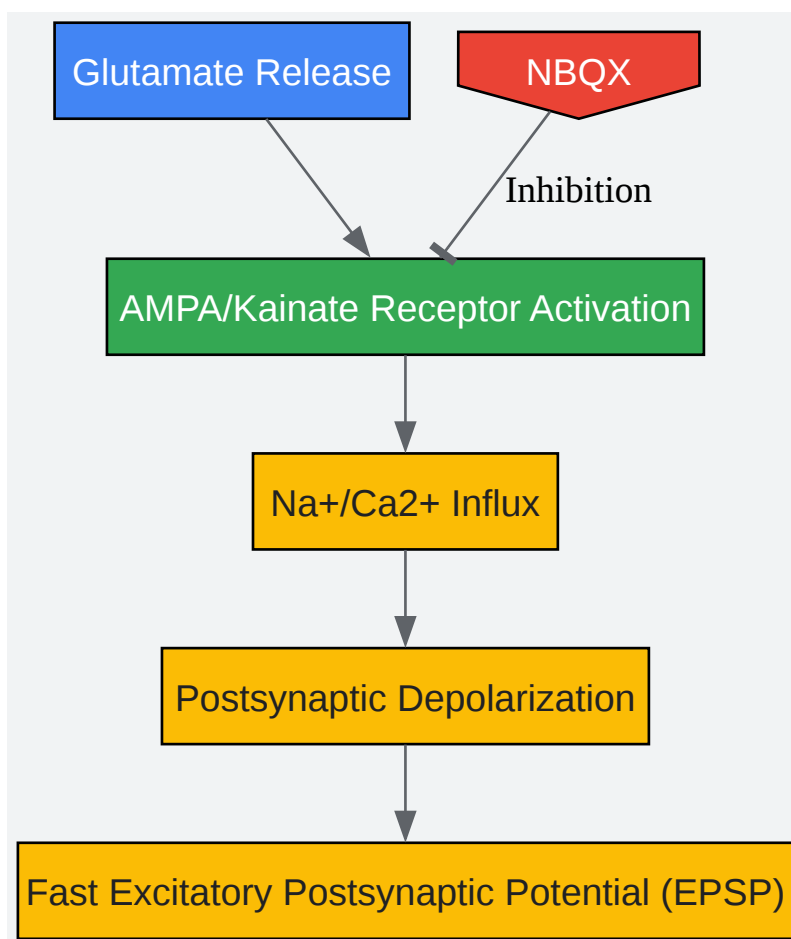 Glutamate Release
NBQX
Inhibition
AMPA/Kainate Receptor Activation
Na+/Ca2+ Influx
Postsynaptic Depolarization
Fast Excitatory Postsynaptic Potential (EPSP)